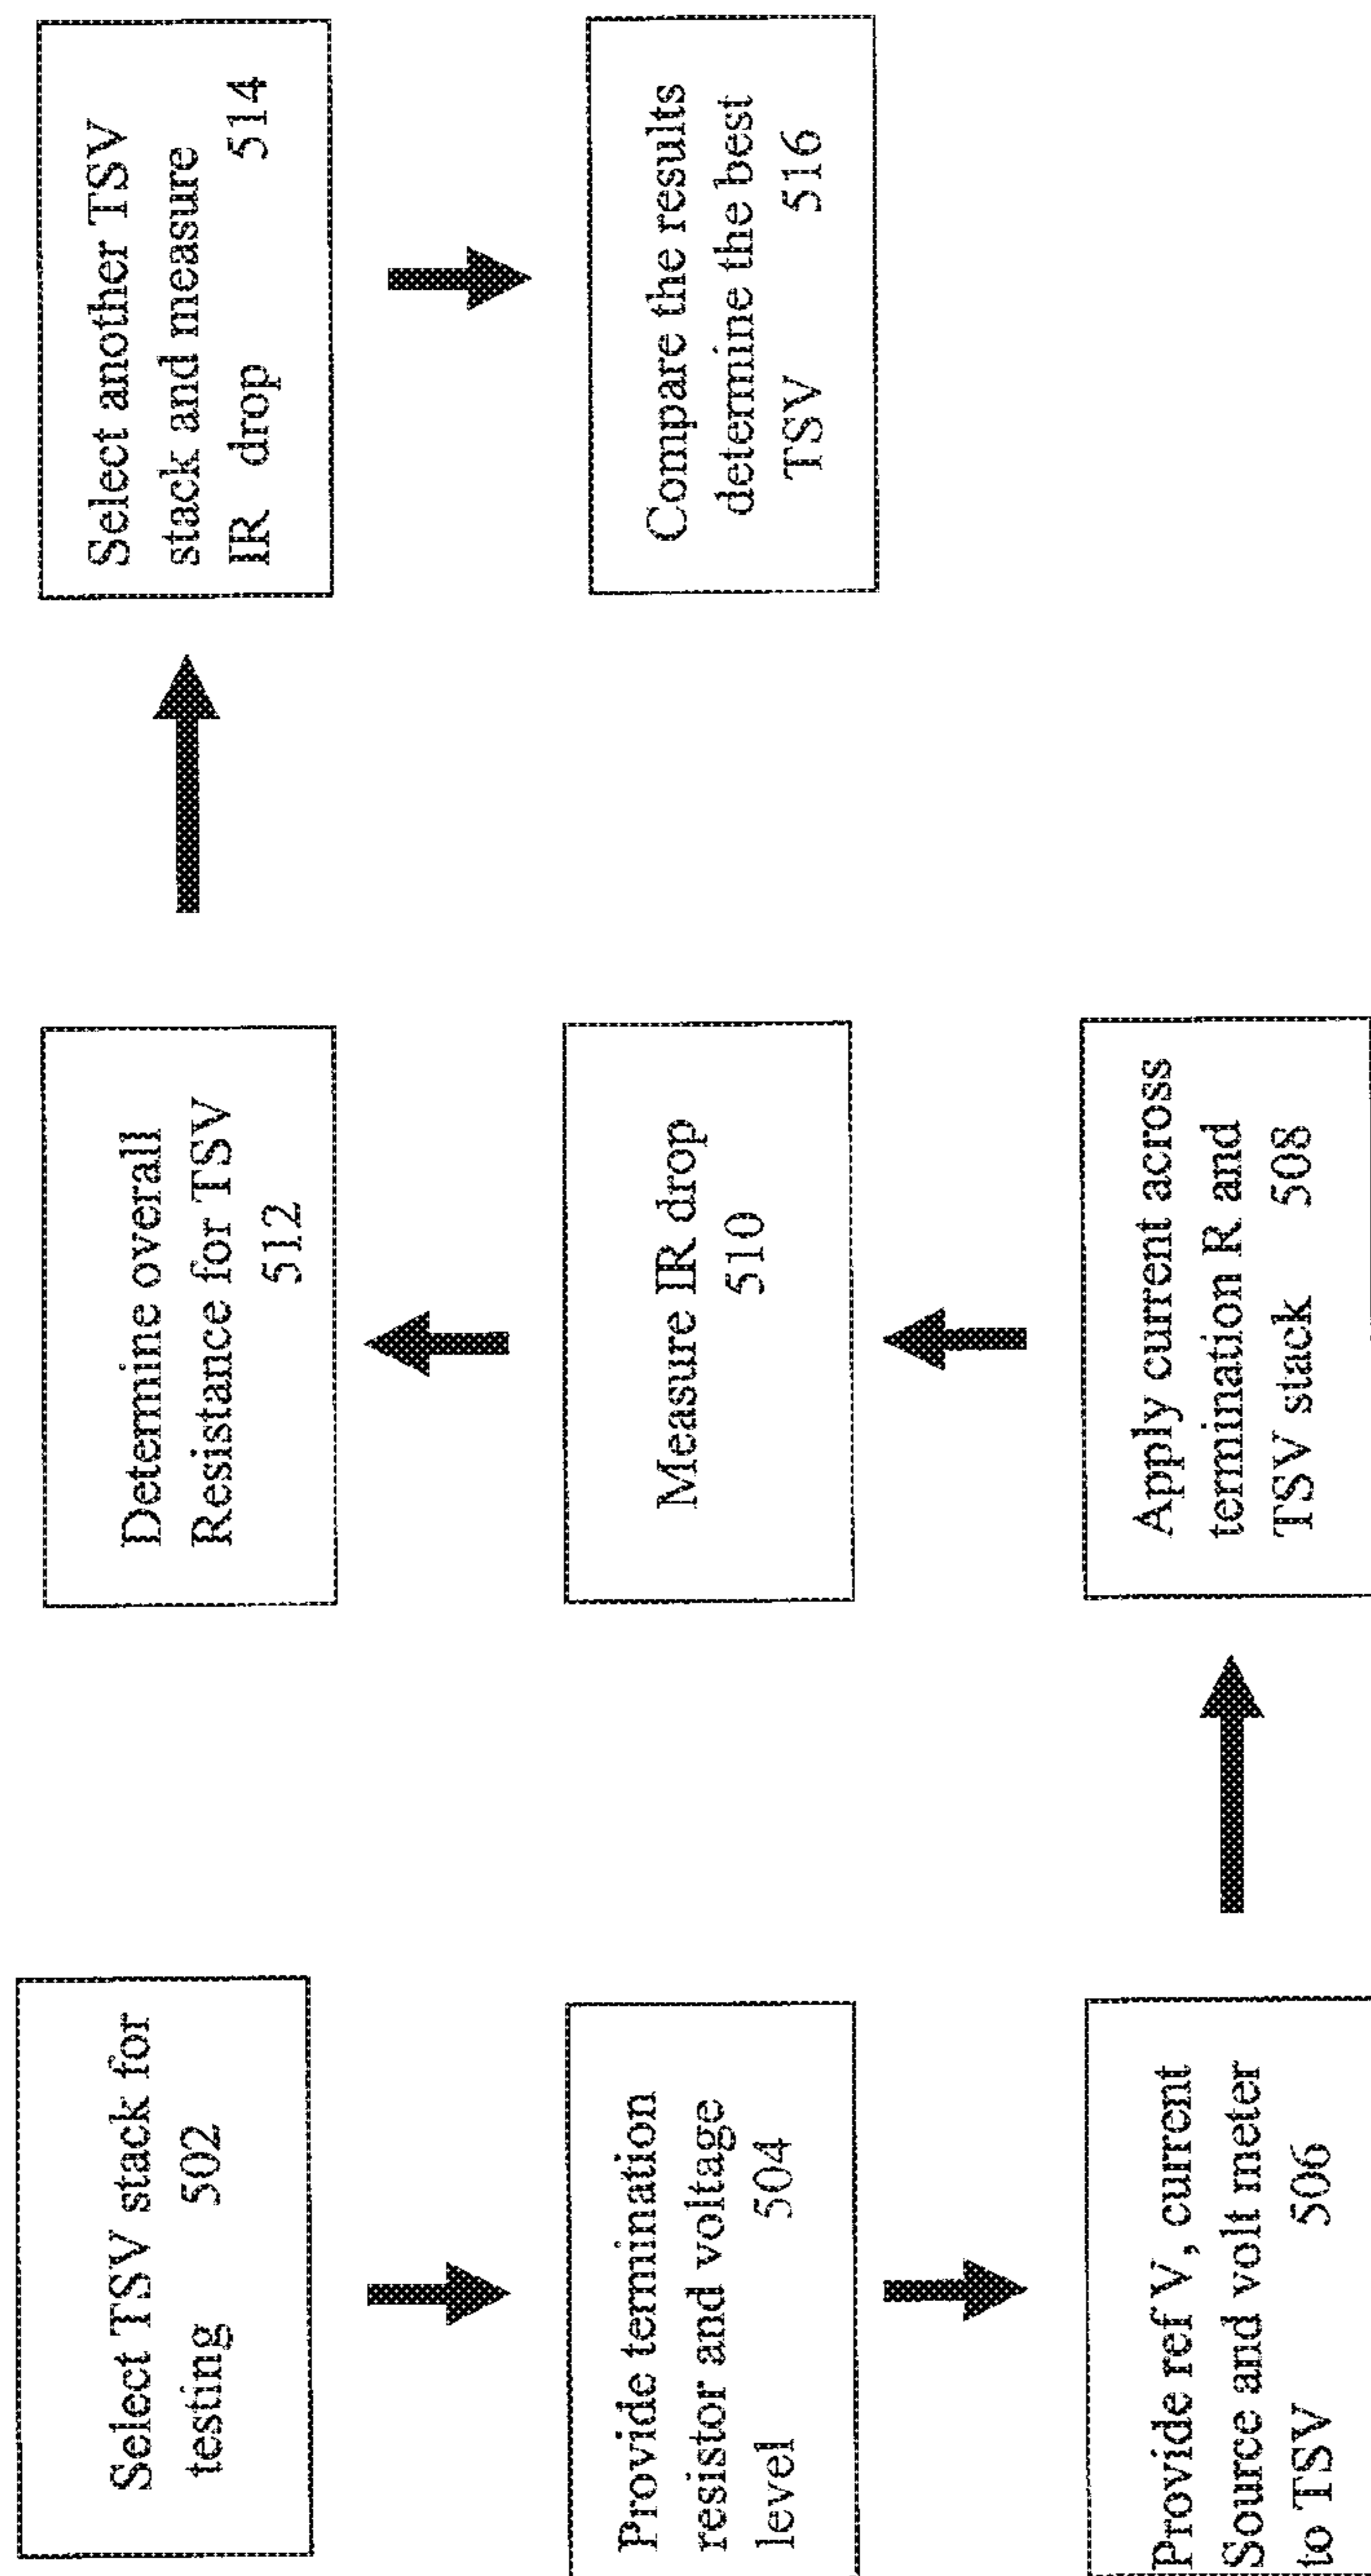 Select TSV stack for
testing 502
Provide termination
resistor and voltage
level 504
Provide ref V, current
Source and volt meter
to TSV 506
Apply current across
termination R and
TSV stack 508
Measure IR drop
510
Determine overall
Resistance for TSV
512
Select another TSV
stack and measure
IR drop 514
Compare the results
determine the best
TSV 516